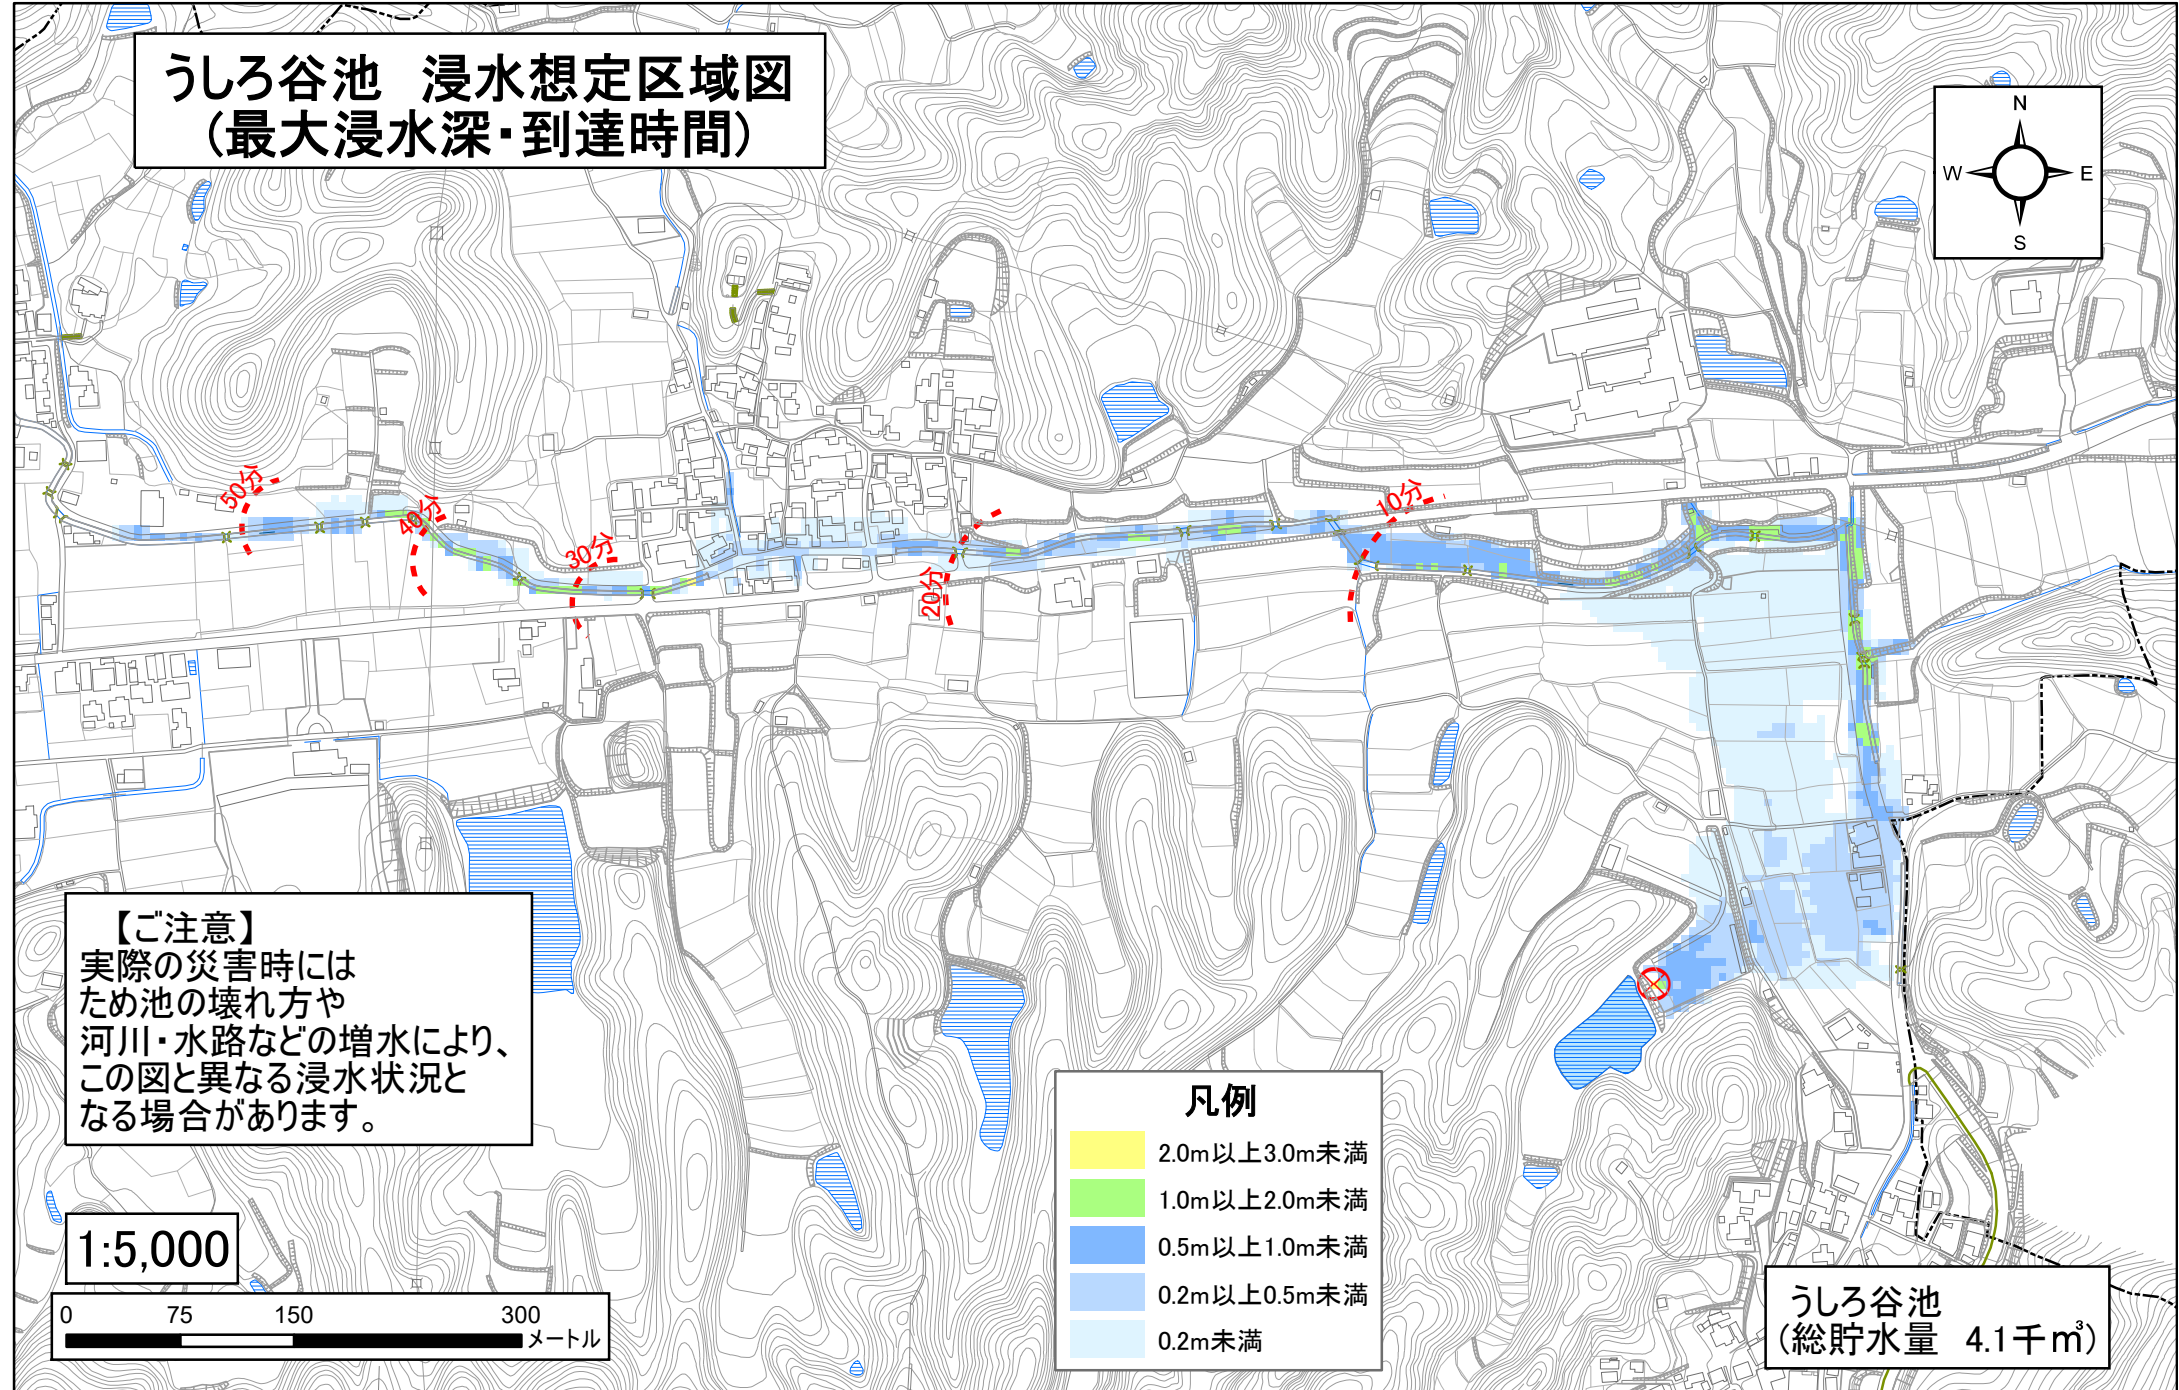 うしろ谷池　浸水想定区域図
(最大浸水深・到達時間)
N
W
E
S
50分
40分
30分
20分
10分
【ご注意】
実際の災害時には
ため池の壊れ方や
河川・水路などの増水により、
この図と異なる浸水状況と
なる場合があります。
1:5,000
0 75 150 300
メートル
凡例
2.0m以上3.0m未満
1.0m以上2.0m未満
0.5m以上1.0m未満
0.2m以上0.5m未満
0.2m未満
うしろ谷池
(総貯水量　4.1千㎥)